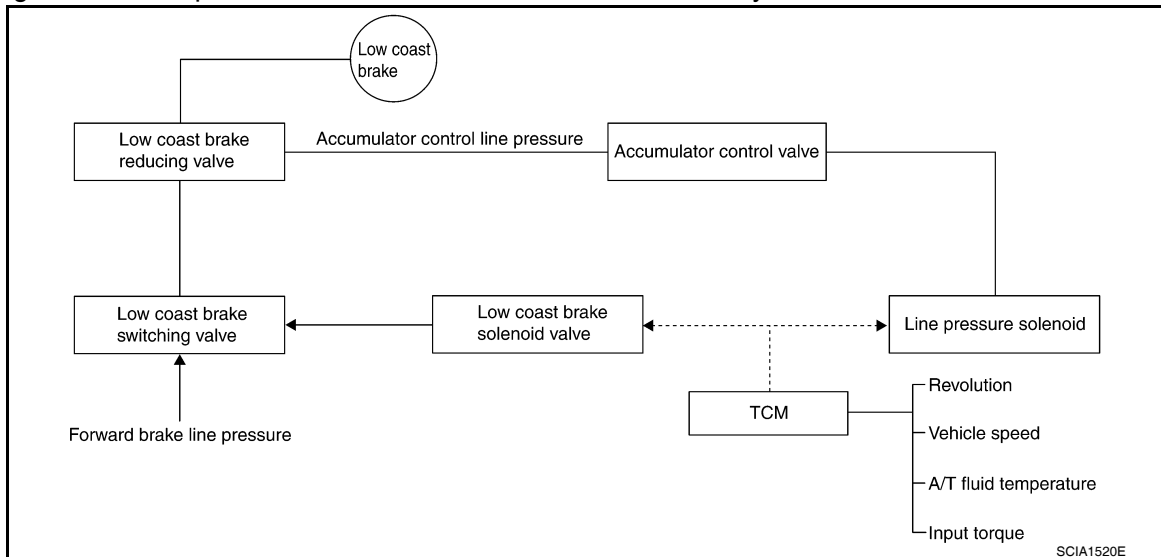 Low coast
brake
Low coast brake
reducing valve
Accumulator control line pressure
Accumulator control valve
Low coast brake
switching valve
Low coast brake
solenoid valve
Line pressure solenoid
TCM
Revolution
Vehicle speed
A/T fluid temperature
Input torque
Forward brake line pressure
SCIA1520E